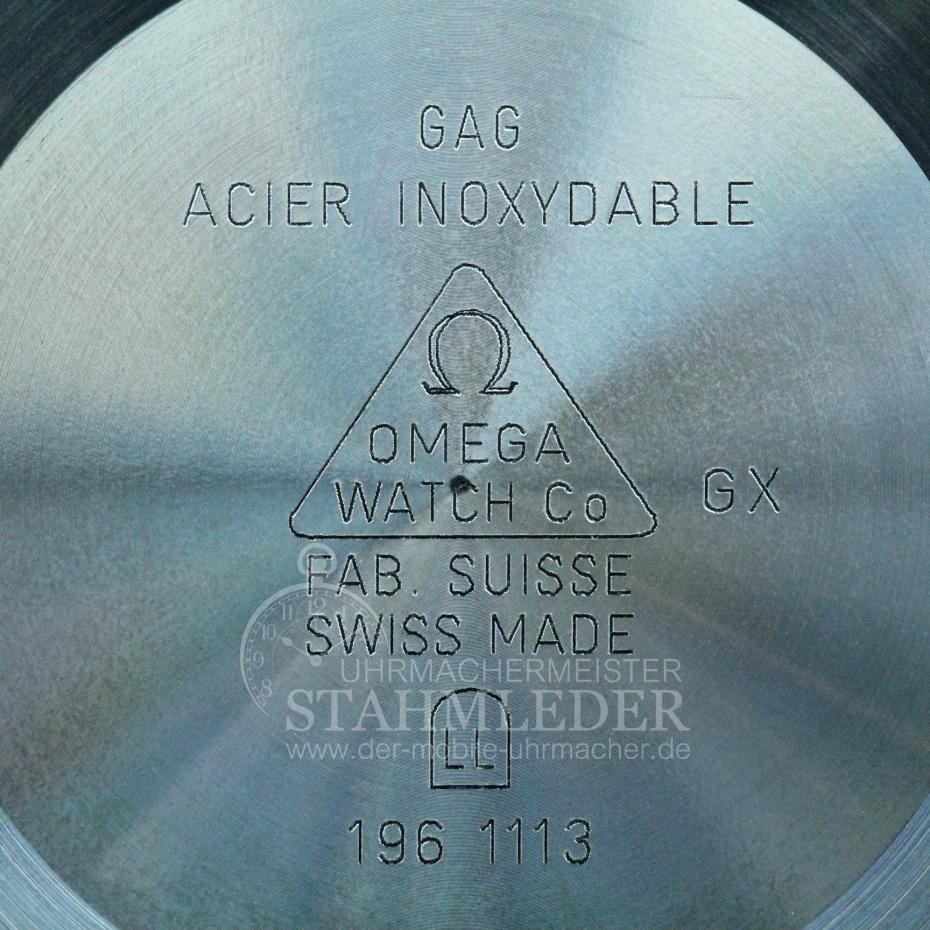 GAG
ACIER INOXYDABLE
Ω
OMEGA
WATCH Co
GX
FAB. SUISSE
SWISS MADE
UHRMACHERMEISTER
STAHMLEDER
www.der-mobile-uhrmacher.de
LL
196 1113